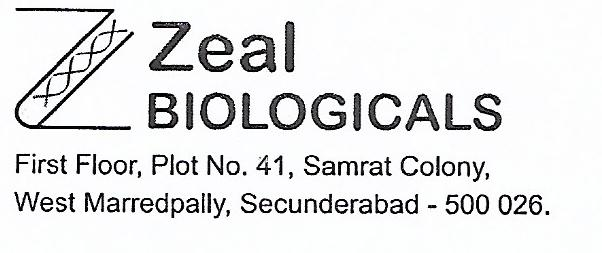 Zeal
BIOLOGICALS
First Floor, Plot No. 41, Samrat Colony,
West Marredpally, Secunderabad - 500 026.